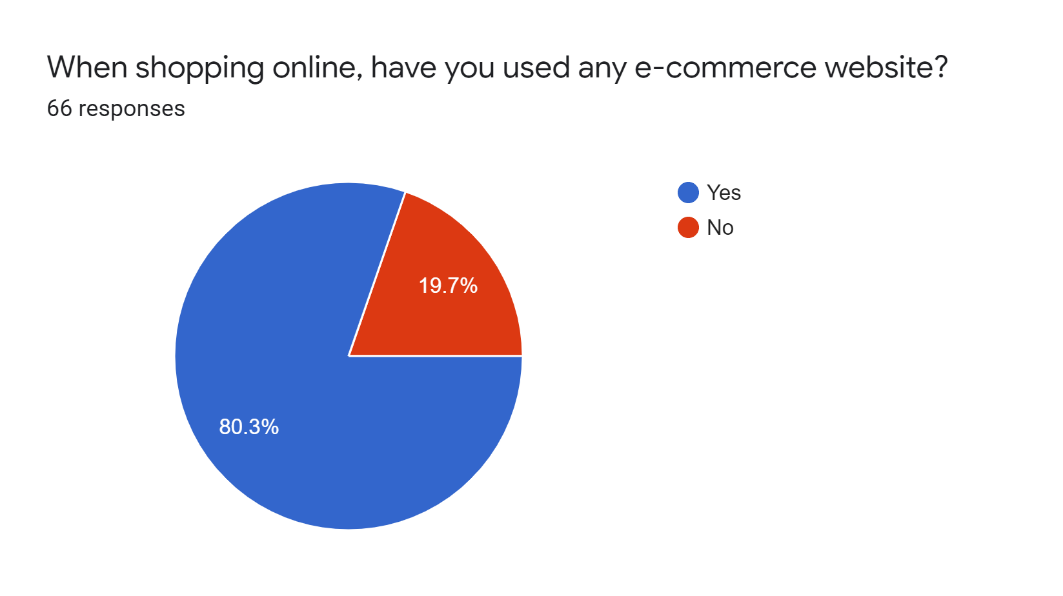 When shopping online, have you used any e-commerce website?
66 responses
Yes
No
19.7%
80.3%